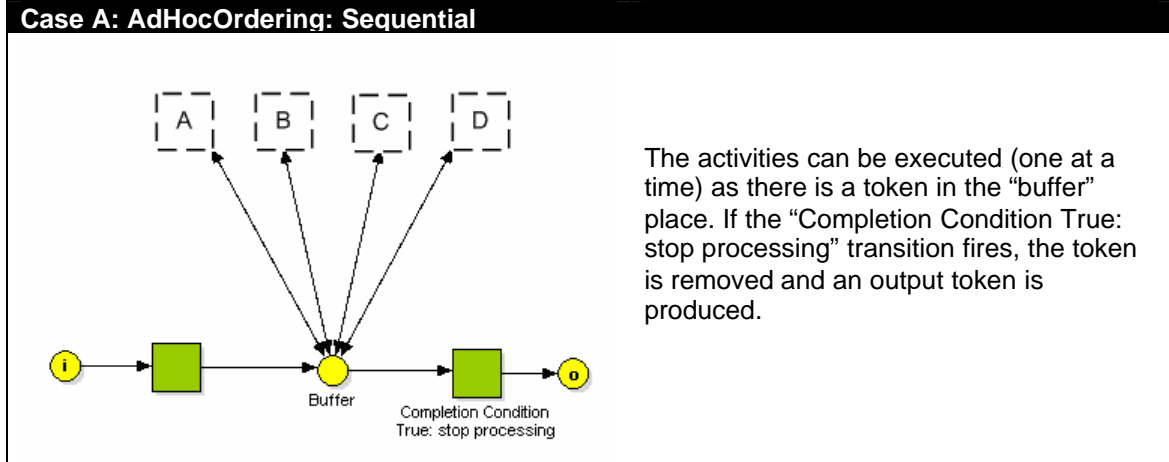 Case A: AdHocOrdering: Sequential
A B C D
The activities can be executed (one at a
time) as there is a token in the “buffer”
place. If the “Completion Condition True:
stop processing” transition fires, the token
is removed and an output token is
produced.
i
o
Buffer
Completion Condition
True: stop processing